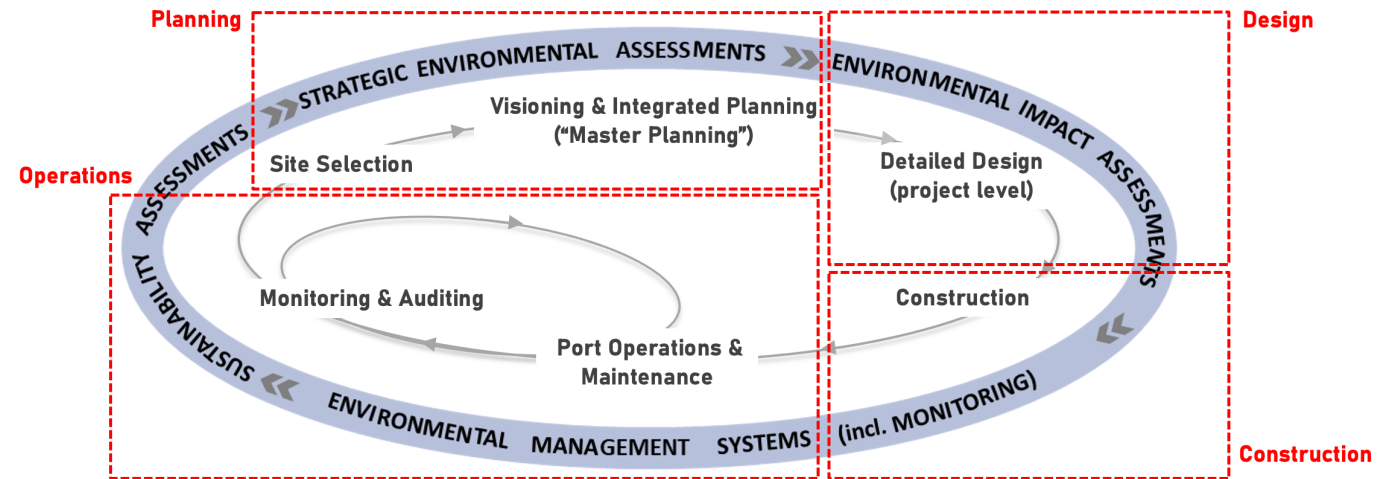 Planning
Design
STRATEGIC ENVIRONMENTAL ASSESSMENTS
ENVIRONMENTAL IMPACT ASSESSMENTS
Visioning & Integrated Planning
(“Master Planning”)
Site Selection
Detailed Design
(project level)
Operations
Monitoring & Auditing
Construction
Port Operations &
Maintenance
SUSTAINABILITY ASSESSMENTS
ENVIRONMENTAL MANAGEMENT SYSTEMS (incl. MONITORING)
Construction